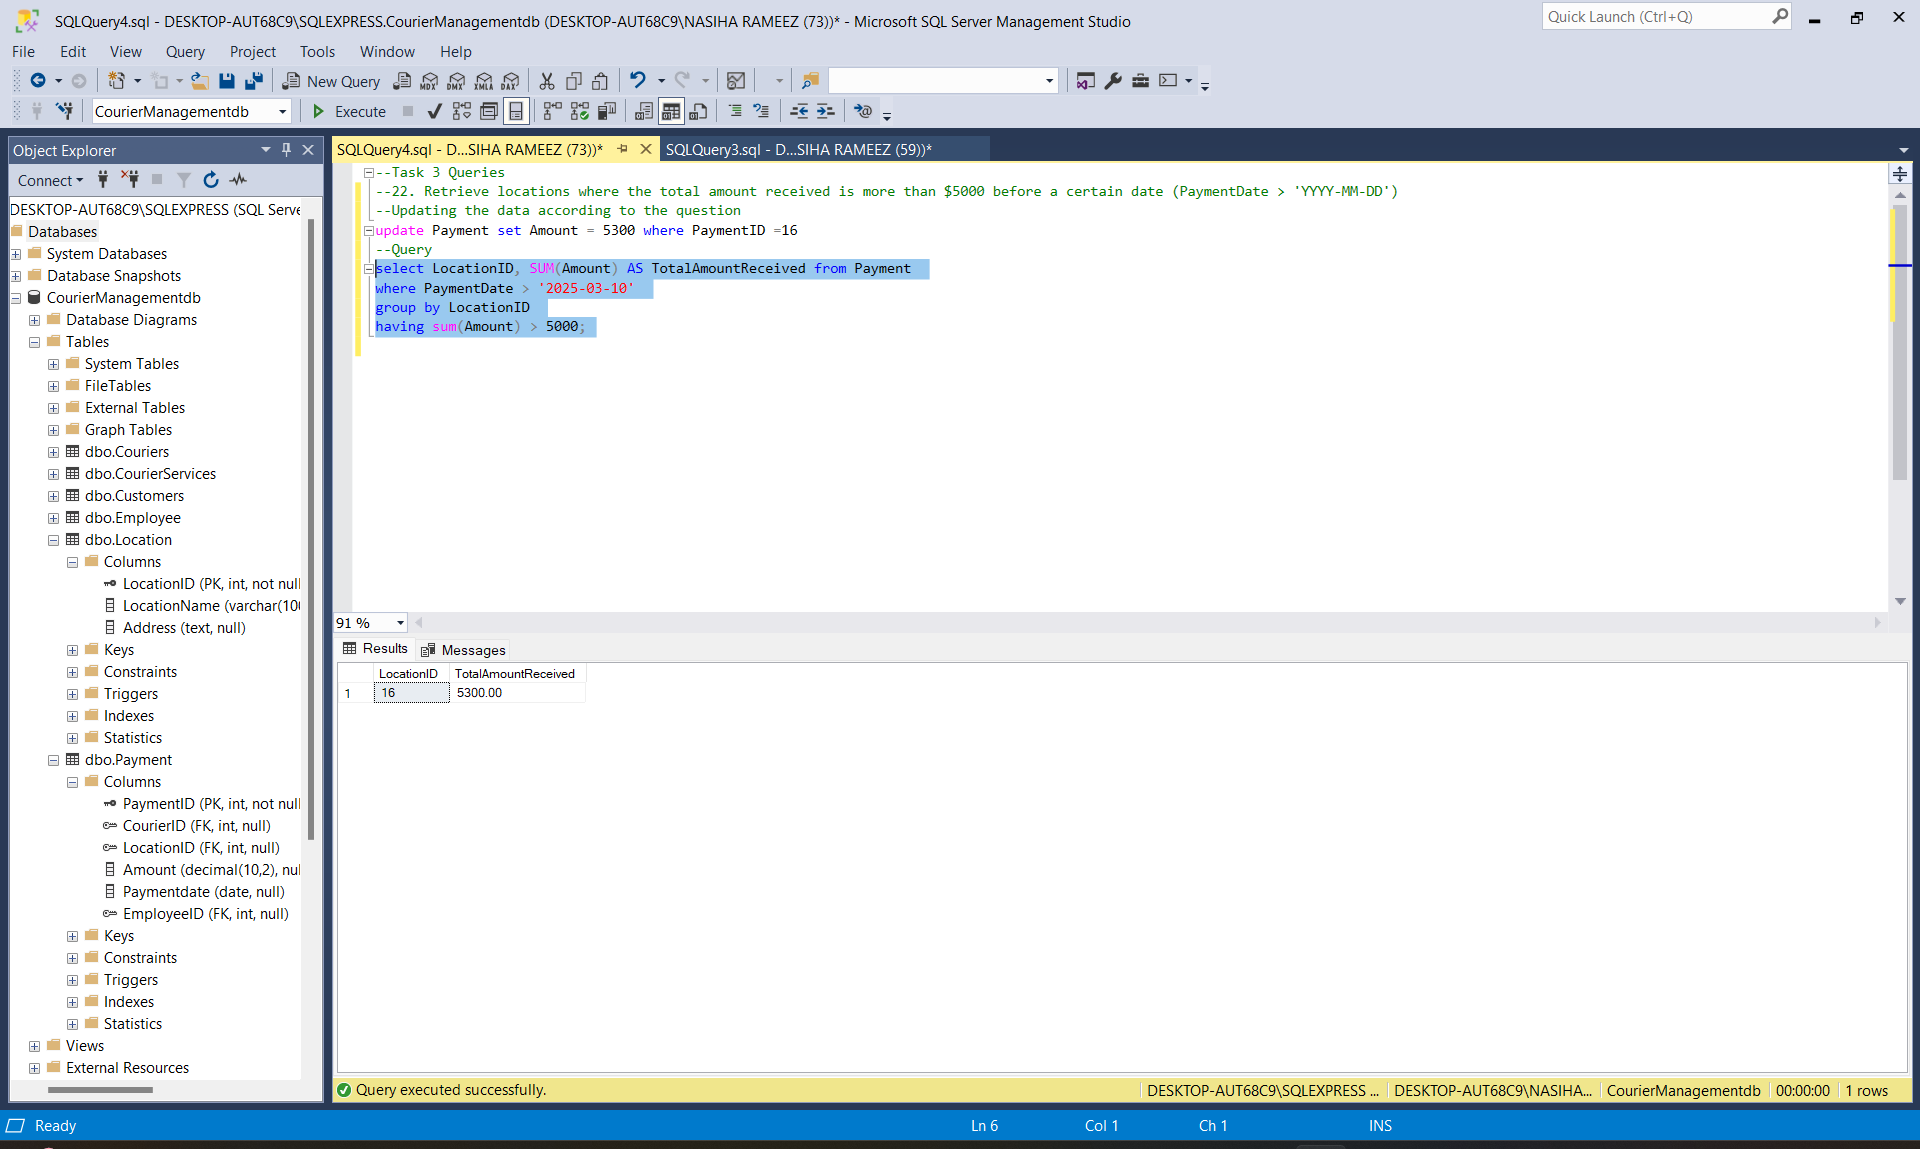 SQLQuery4.sql - DESKTOP-AUT68C9\SQLEXPRESS.CourierManagementdb (DESKTOP-AUT68C9\NASIHA RAMEEZ (73))* - Microsoft SQL Server Management Studio
Quick Launch (Ctrl+Q)
File Edit View Query Project Tools Window Help
New Query MDX DMX XMLA DAX
CourierManagementdb Execute
Object Explorer
SQLQuery4.sql - D...SIHA RAMEEZ (73))* SQLQuery3.sql - D...SIHA RAMEEZ (59))*
Connect
DESKTOP-AUT68C9\SQLEXPRESS (SQL Serve
Databases
System Databases
Database Snapshots
CourierManagementdb
Database Diagrams
Tables
System Tables
FileTables
External Tables
Graph Tables
dbo.Couriers
dbo.CourierServices
dbo.Customers
dbo.Employee
dbo.Location
Columns
LocationID (PK, int, not null
LocationName (varchar(100
Address (text, null)
Keys
Constraints
Triggers
Indexes
Statistics
dbo.Payment
Columns
PaymentID (PK, int, not null
CourierID (FK, int, null)
LocationID (FK, int, null)
Amount (decimal(10,2), nul
Paymentdate (date, null)
EmployeeID (FK, int, null)
Keys
Constraints
Triggers
Indexes
Statistics
Views
External Resources
--Task 3 Queries
--22. Retrieve locations where the total amount received is more than $5000 before a certain date (PaymentDate > 'YYYY-MM-DD')
--Updating the data according to the question
update Payment set Amount = 5300 where PaymentID =16
--Query
select LocationID, SUM(Amount) AS TotalAmountReceived from Payment
where PaymentDate > '2025-03-10'
group by LocationID
having sum(Amount) > 5000;
91 %
Results Messages
LocationID TotalAmountReceived
1 16 5300.00
Query executed successfully. DESKTOP-AUT68C9\SQLEXPRESS ... DESKTOP-AUT68C9\NASIHA... CourierManagementdb 00:00:00 1 rows
Ready Ln 6 Col 1 Ch 1 INS